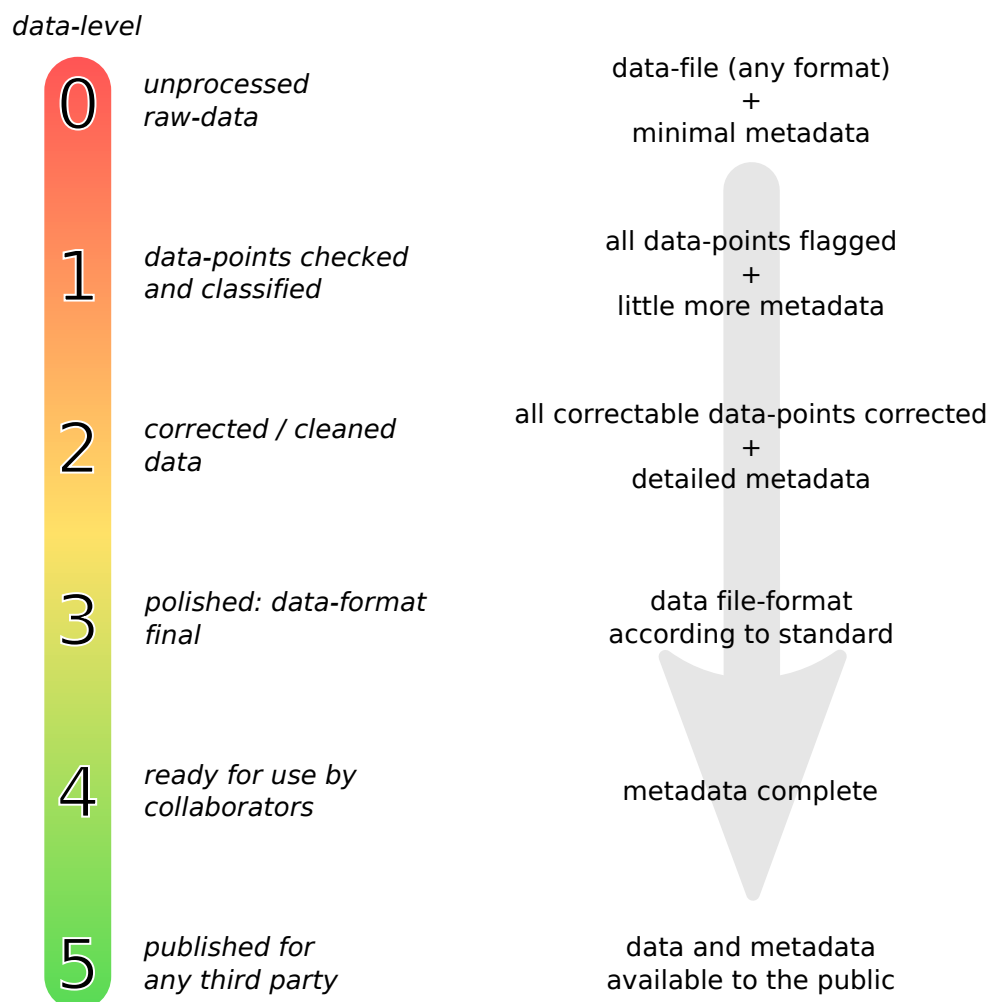 data-level
0
unprocessed
raw-data
data-file (any format)
+
minimal metadata
1
data-points checked
and classified
all data-points flagged
+
little more metadata
2
corrected / cleaned
data
all correctable data-points corrected
+
detailed metadata
3
polished: data-format
final
data file-format
according to standard
4
ready for use by
collaborators
metadata complete
5
published for
any third party
data and metadata
available to the public